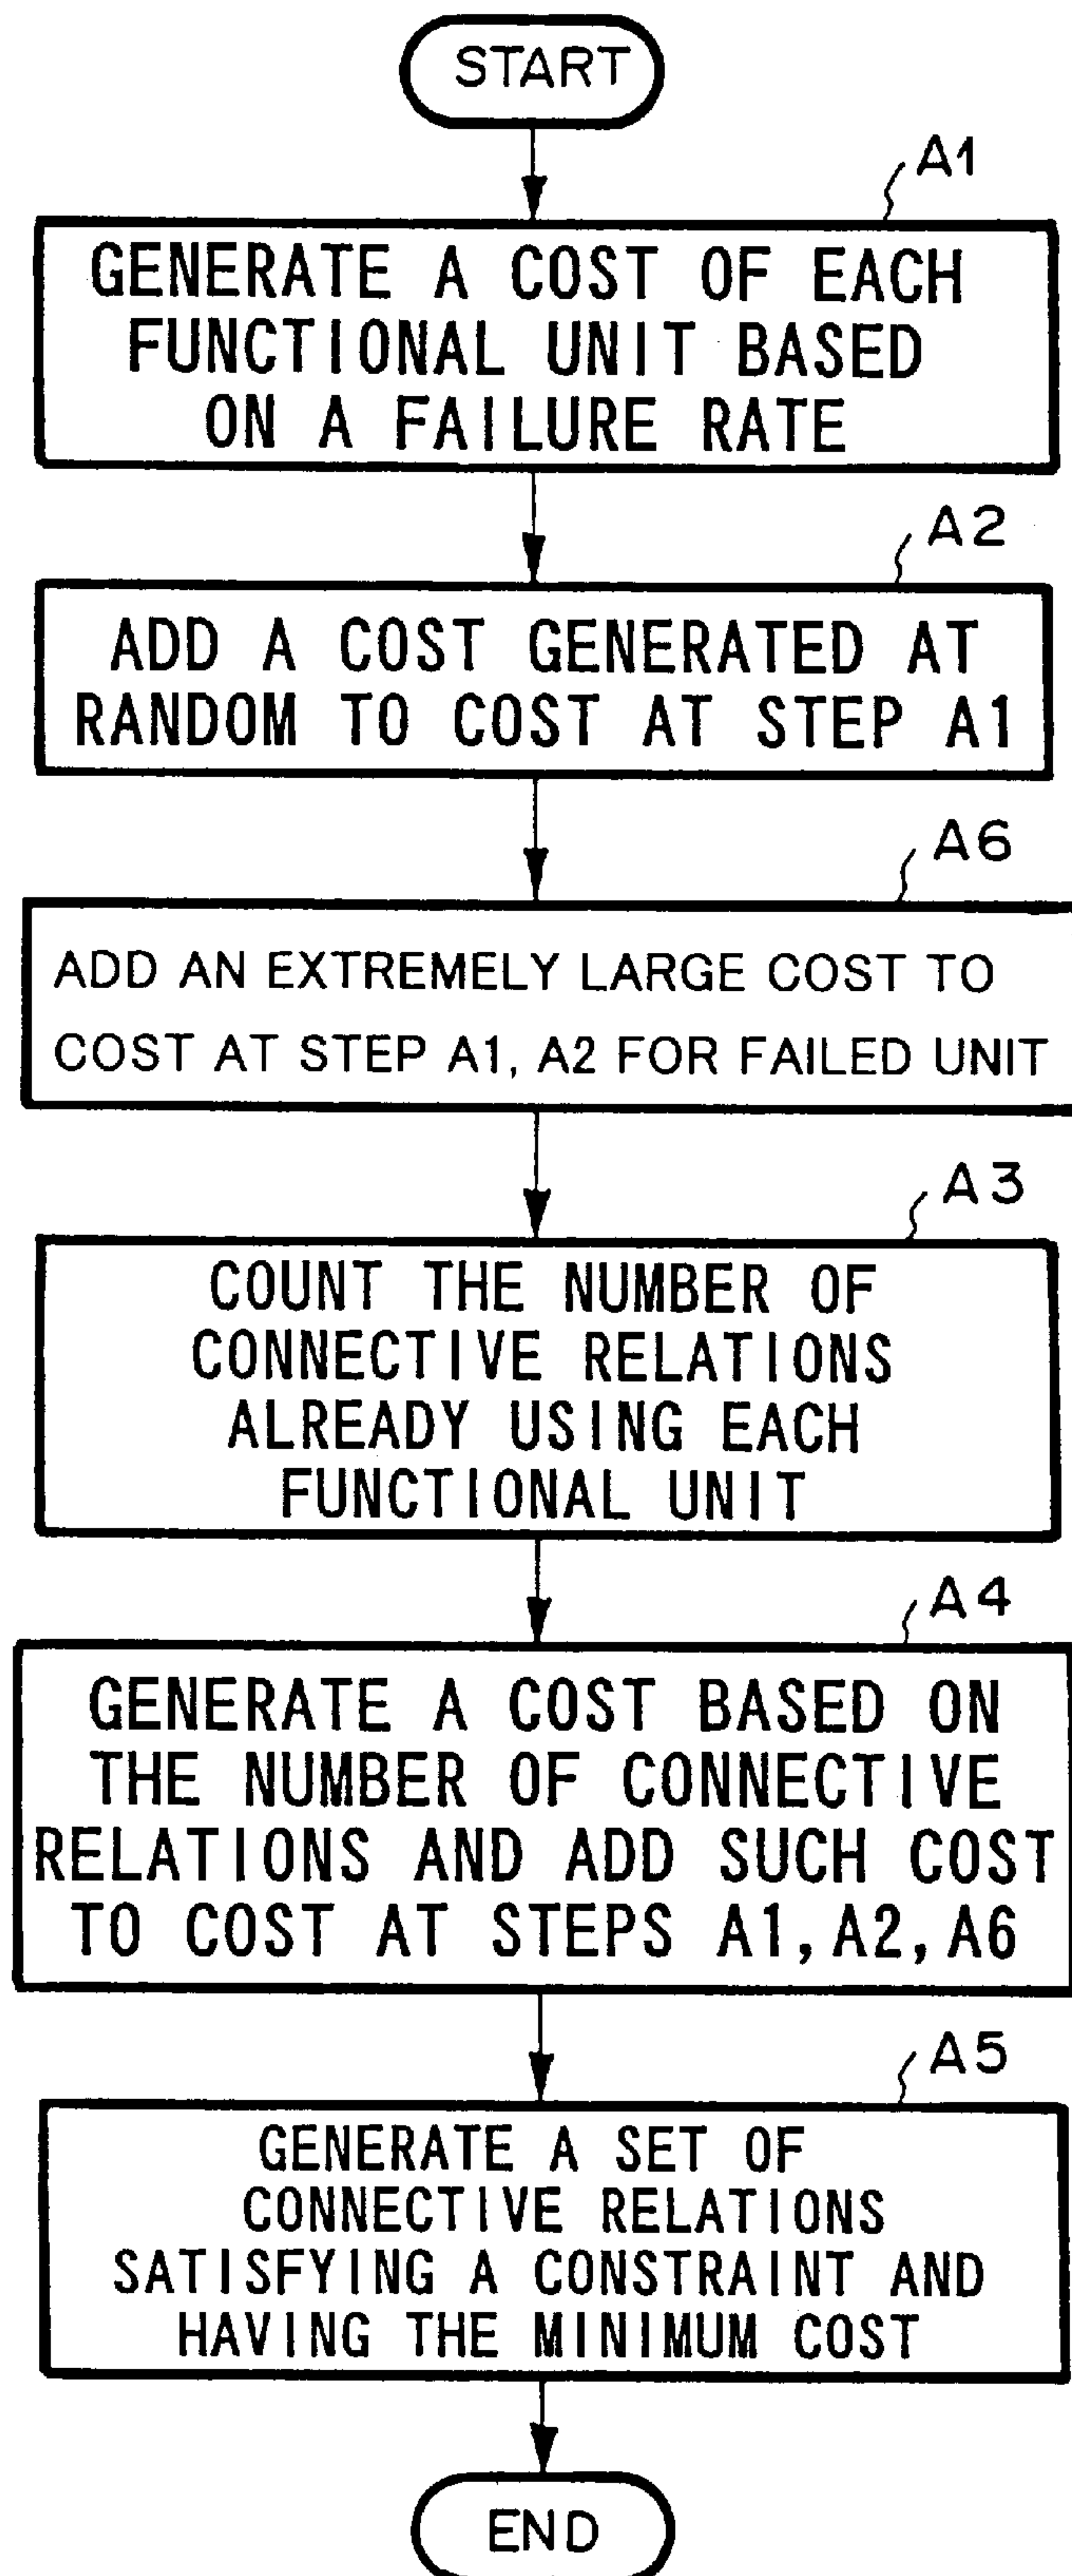 START
A1
GENERATE A COST OF EACH
FUNCTIONAL UNIT BASED
ON A FAILURE RATE
A2
ADD A COST GENERATED AT
RANDOM TO COST AT STEP A1
A6
ADD AN EXTREMELY LARGE COST TO
COST AT STEP A1, A2 FOR FAILED UNIT
A3
COUNT THE NUMBER OF
CONNECTIVE RELATIONS
ALREADY USING EACH
FUNCTIONAL UNIT
A4
GENERATE A COST BASED ON
THE NUMBER OF CONNECTIVE
RELATIONS AND ADD SUCH COST
TO COST AT STEPS A1, A2, A6
A5
GENERATE A SET OF
CONNECTIVE RELATIONS
SATISFYING A CONSTRAINT AND
HAVING THE MINIMUM COST
END